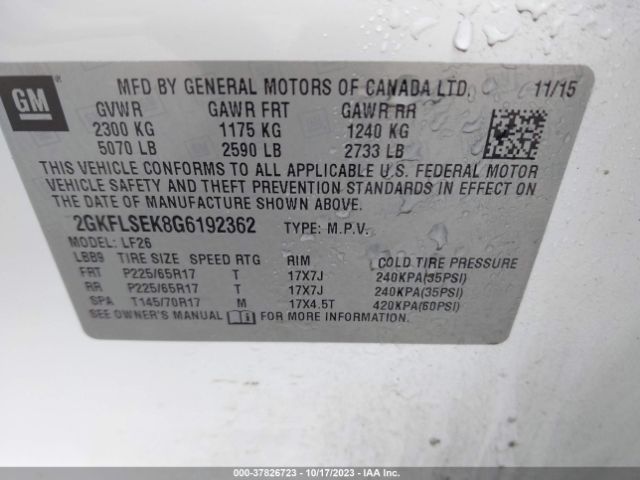 GM
MFD BY GENERAL MOTORS OF CANADA LTD. 11/15
GVWR GAWR FRT GAWR RR
2300 KG 1175 KG 1240 KG
5070 LB 2590 LB 2733 LB
THIS VEHICLE CONFORMS TO ALL APPLICABLE U.S. FEDERAL MOTOR
VEHICLE SAFETY AND THEFT PREVENTION STANDARDS IN EFFECT ON
THE DATE OF MANUFACTURE SHOWN ABOVE.
2GKFLSEK8G6192362 TYPE: M.P.V.
MODEL: LF26
LBB9 TIRE SIZE SPEED RTG RIM COLD TIRE PRESSURE
FRT P225/65R17 T 17X7J 240KPA(35PSI)
RR P225/65R17 T 17X7J 240KPA(35PSI)
SPA T145/70R17 M 17X4.5T 420KPA(60PSI)
SEE OWNER'S MANUAL FOR MORE INFORMATION.
000-37826723 - 10/17/2023 - IAA Inc.